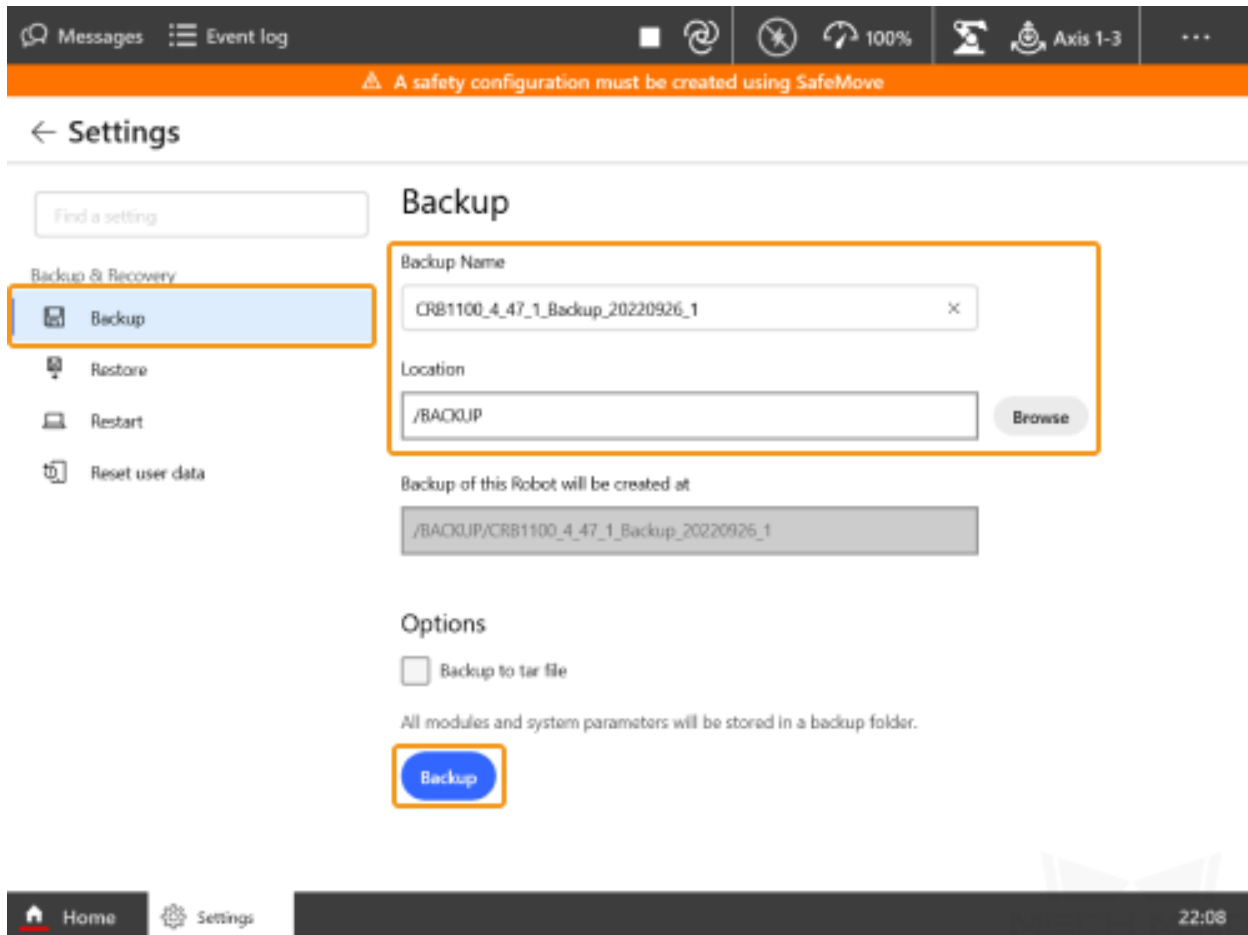 Messages Event log 100% Axis 1-3 ...
A safety configuration must be created using SafeMove
← Settings
Find a setting
Backup & Recovery
Backup
Restore
Restart
Reset user data
Backup
Backup Name
CRB1100_4_47_1_Backup_20220926_1
Location
/BACKUP
Browse
Backup of this Robot will be created at
/BACKUP/CRB1100_4_47_1_Backup_20220926_1
Options
Backup to tar file
All modules and system parameters will be stored in a backup folder.
Backup
Home Settings 22:08